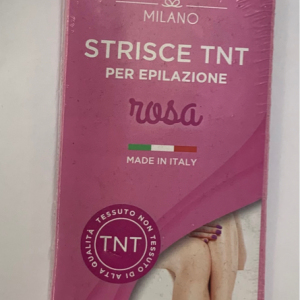 MILANO
STRISCE TNT
PER EPILAZIONE
rosa
MADE IN ITALY
TESSUTO NON TESSUTO DI ALTA QUALITÀ
TNT